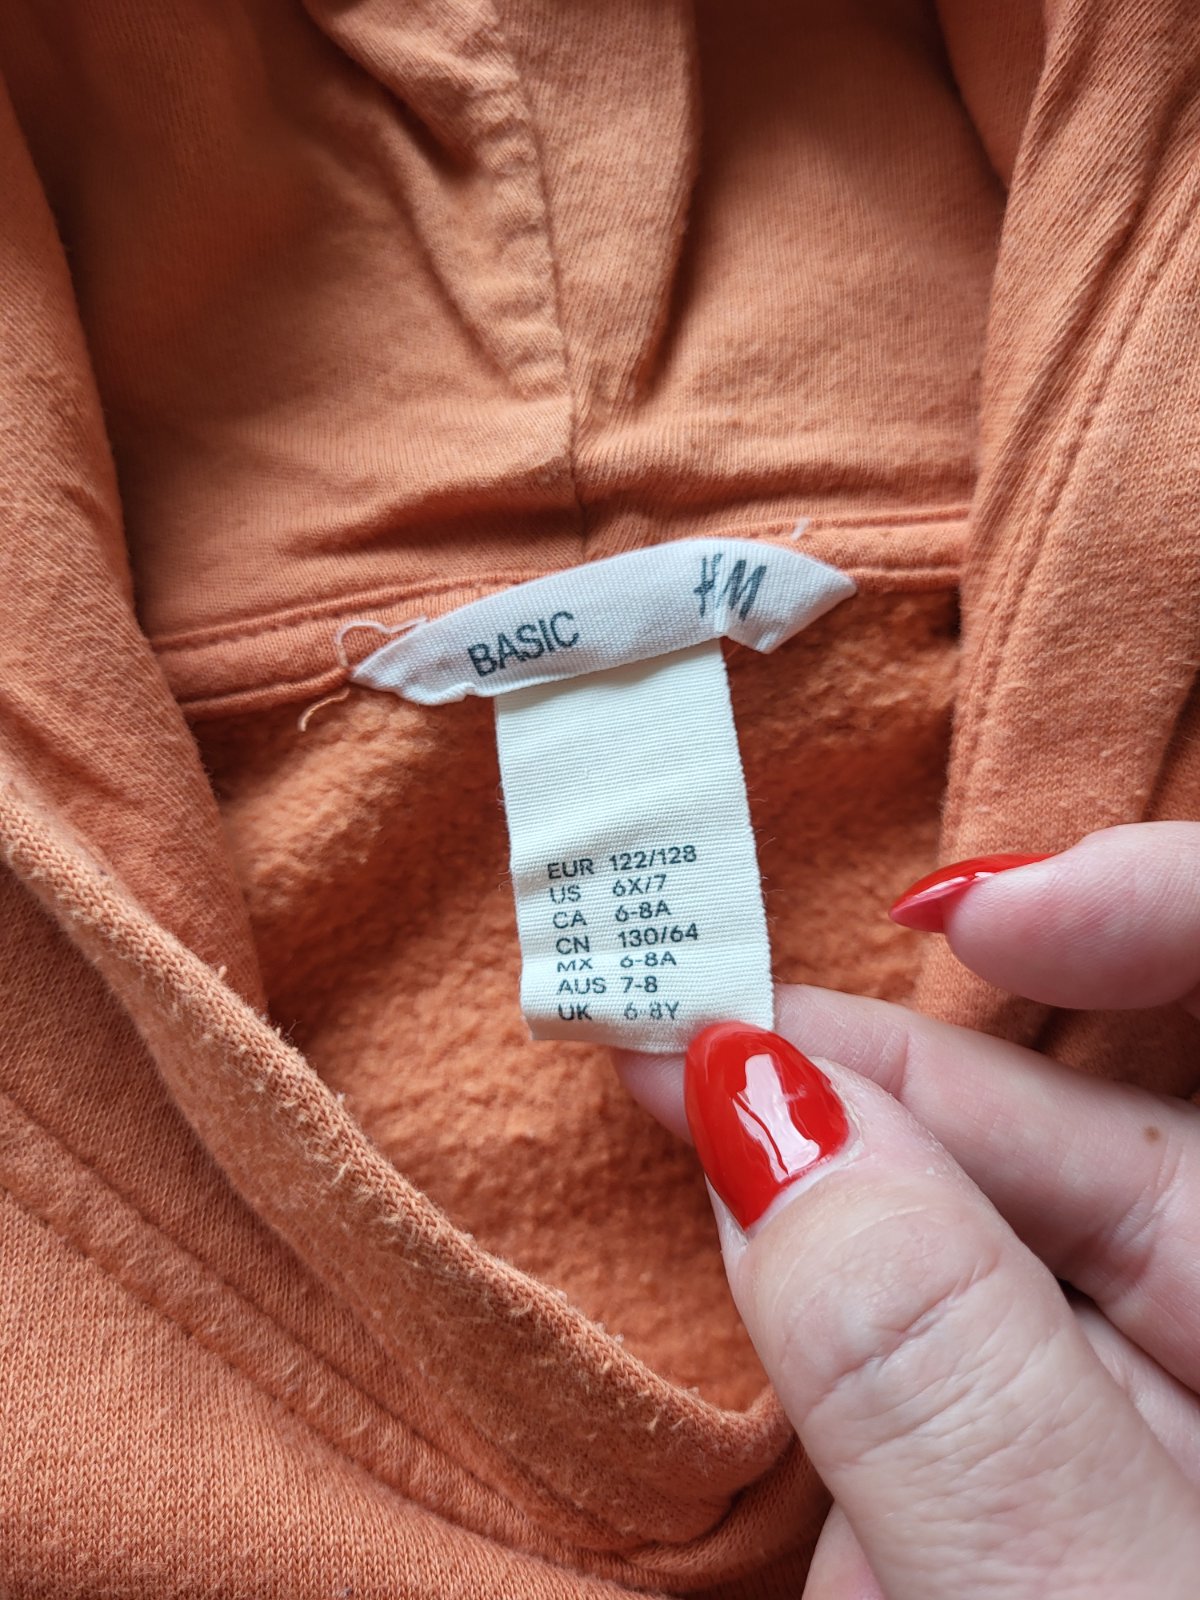 BASIC H&M
EUR 122/128
US 6X/7
CA 6-8A
CN 130/64
MX 6-8A
AUS 7-8
UK 6-8Y